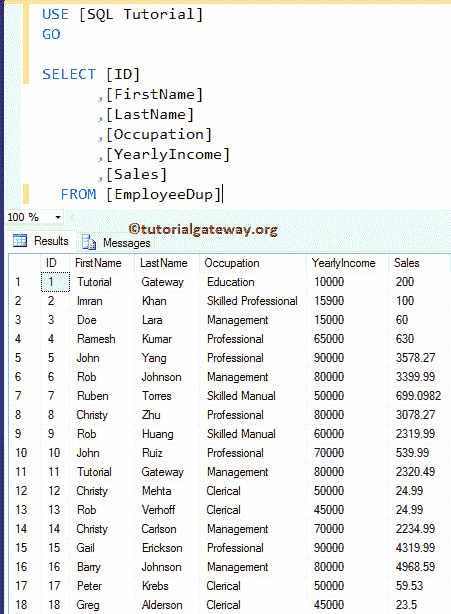 USE [SQL Tutorial]
GO
SELECT [ID]
,[FirstName]
,[LastName]
,[Occupation]
,[YearlyIncome]
,[Sales]
FROM [EmployeeDup]
100 %
©tutorialgateway.org
Results Messages
ID FirstName LastName Occupation YearlyIncome Sales
1 1 Tutorial Gateway Education 10000 200
2 2 Imran Khan Skilled Professional 15900 100
3 3 Doe Lara Management 15000 60
4 4 Ramesh Kumar Professional 65000 630
5 5 John Yang Professional 90000 3578.27
6 6 Rob Johnson Management 80000 3399.99
7 7 Ruben Torres Skilled Manual 50000 699.0982
8 8 Christy Zhu Professional 80000 3078.27
9 9 Rob Huang Skilled Manual 60000 2319.99
10 10 John Ruiz Professional 70000 539.99
11 11 Tutorial Gateway Management 80000 2320.49
12 12 Christy Mehta Clerical 50000 24.99
13 13 Rob Verhoff Clerical 45000 24.99
14 14 Christy Carlson Management 70000 2234.99
15 15 Gail Erickson Professional 90000 4319.99
16 16 Barry Johnson Management 80000 4968.59
17 17 Peter Krebs Clerical 50000 59.53
18 18 Greg Alderson Clerical 45000 23.5